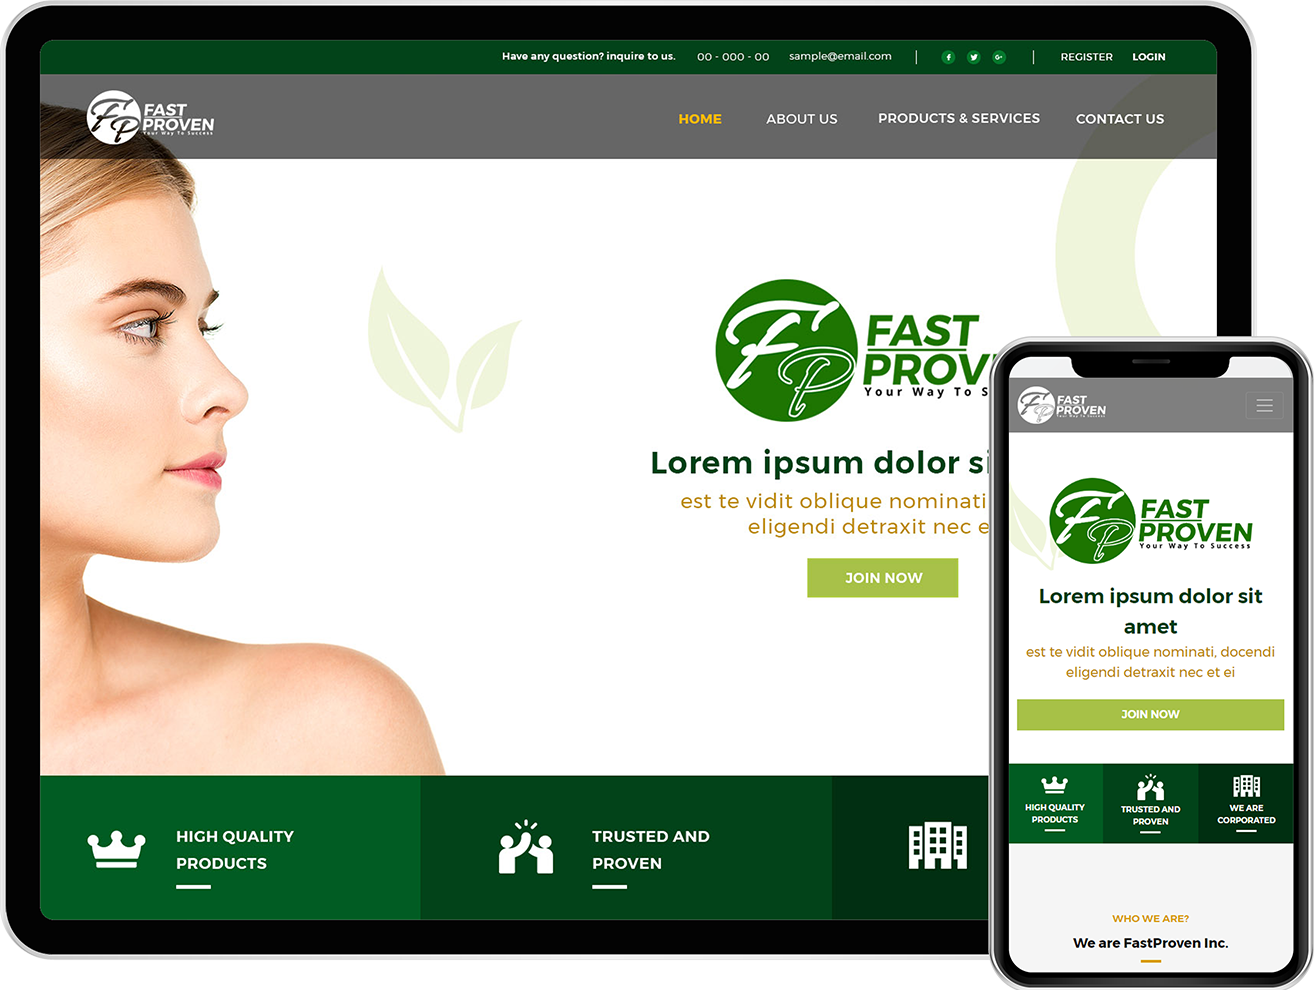 Have any question? inquire to us. 00 - 000 - 00 sample@email.com REGISTER LOGIN
FP FAST
PROVEN
Your Way To Success
HOME ABOUT US PRODUCTS & SERVICES CONTACT US
FP FAST
PROV
Your Way To S
Lorem ipsum dolor si
est te vidit oblique nominati
eligendi detraxit nec e
JOIN NOW
HIGH QUALITY
PRODUCTS
TRUSTED AND
PROVEN
FP FAST
PROVEN
Your Way To Success
FP FAST
PROVEN
Your Way To Success
Lorem ipsum dolor sit
amet
est te vidit oblique nominati, docendi
eligendi detraxit nec et ei
JOIN NOW
HIGH QUALITY
PRODUCTS
TRUSTED AND
PROVEN
WE ARE
CORPORATED
WHO WE ARE?
We are FastProven Inc.